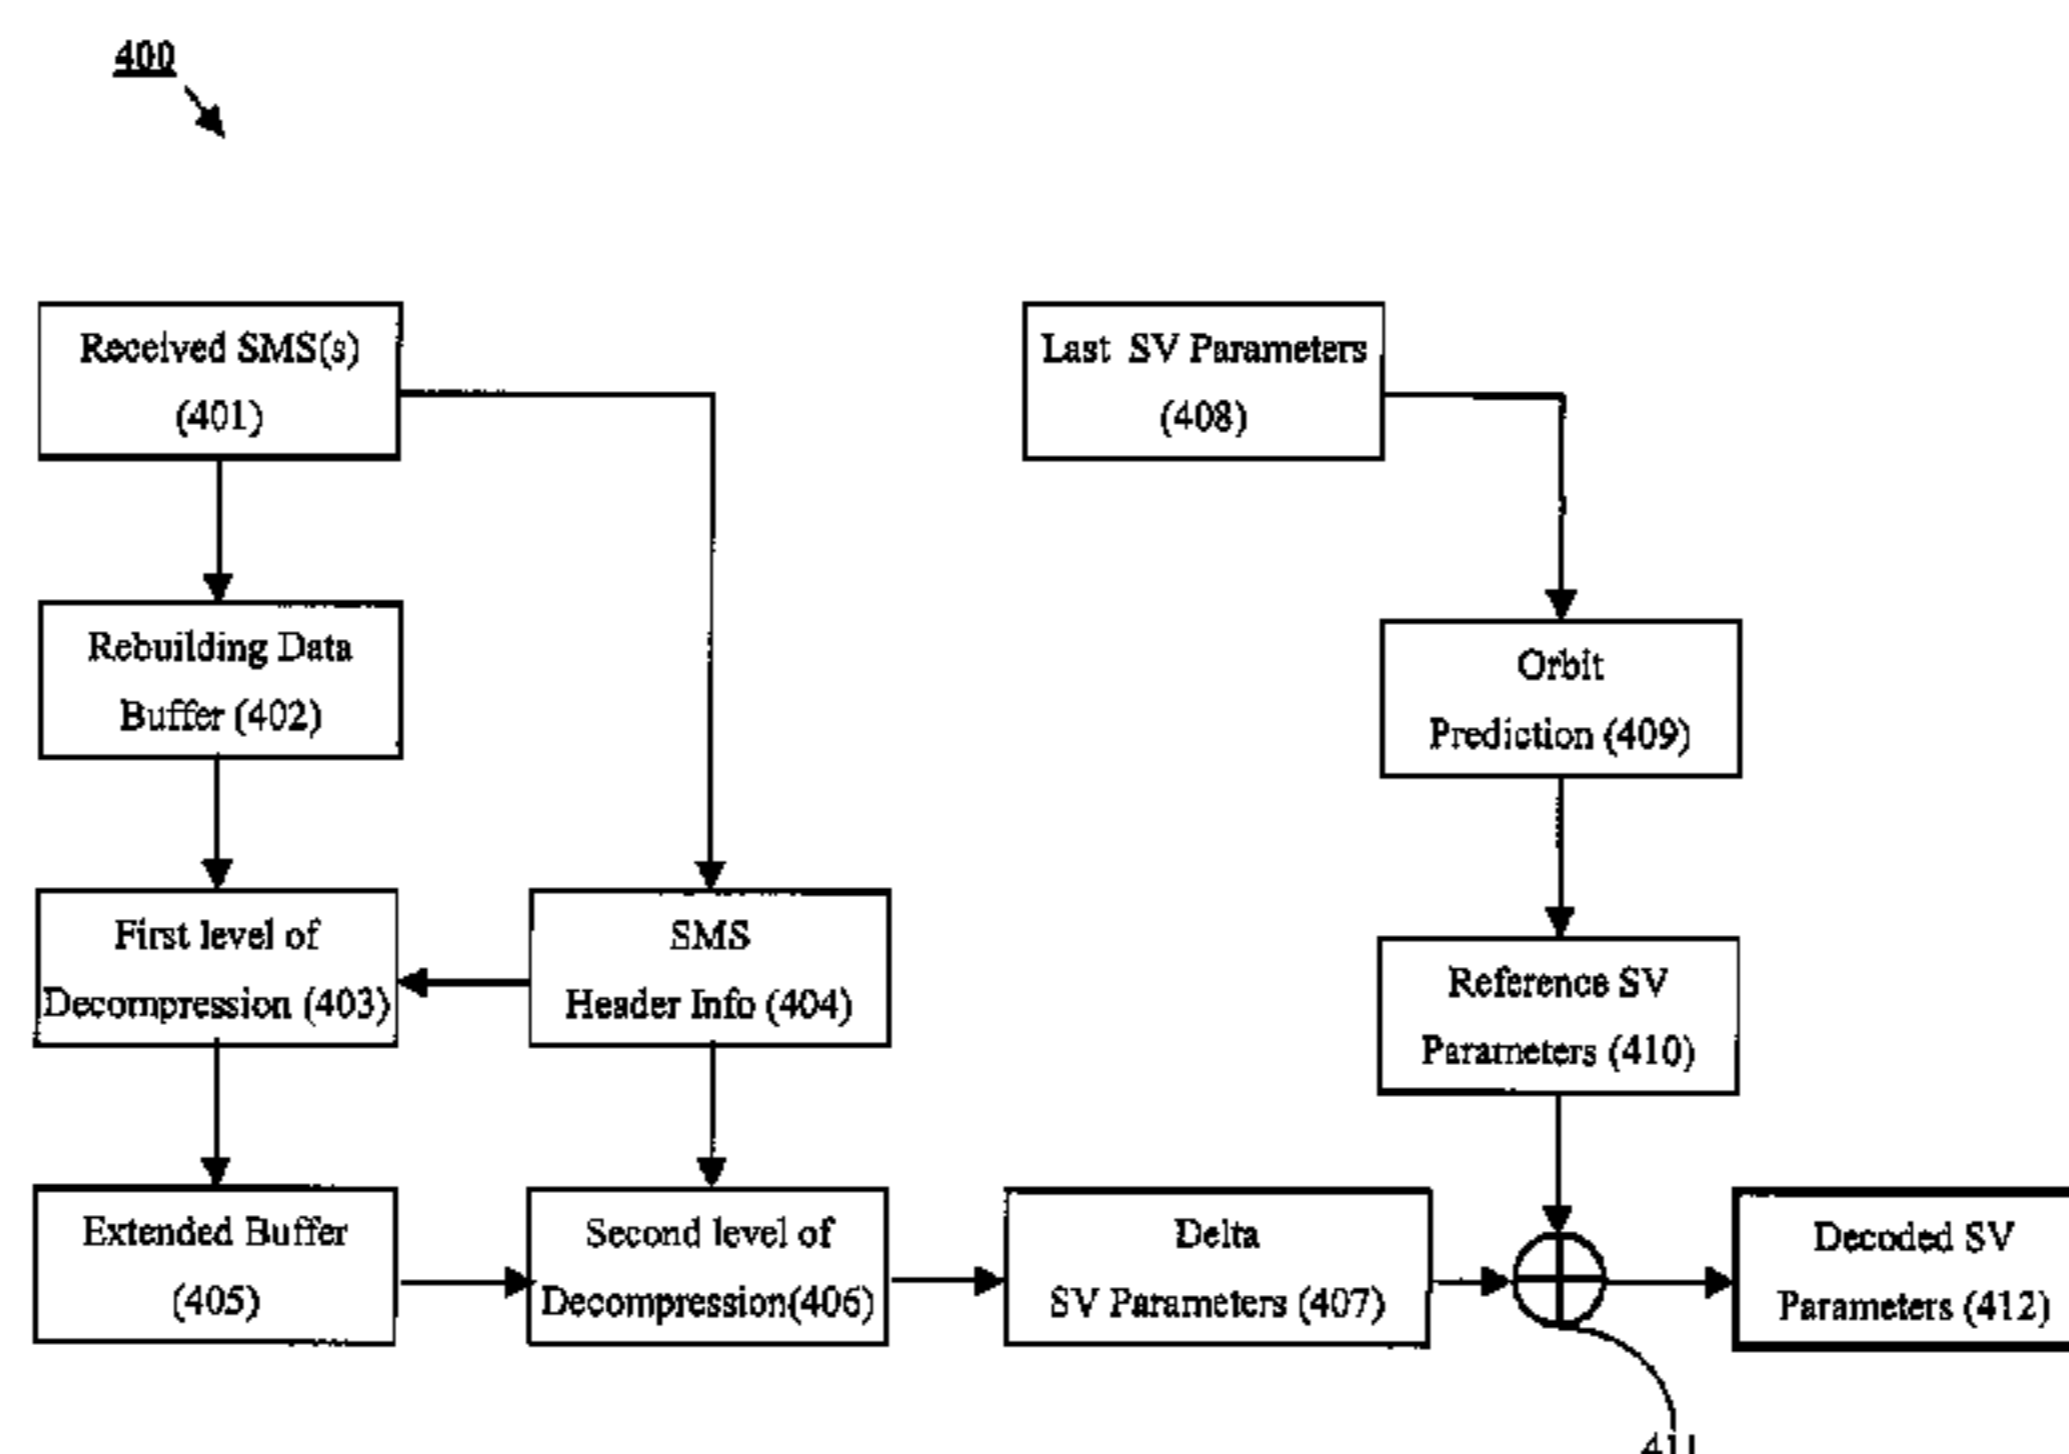 400
Received SMS(s)
(401)
Last SV Parameters
(408)
Rebuilding Data
Buffer (402)
Orbit
Prediction (409)
First level of
Decompression (403)
SMS
Header Info (404)
Reference SV
Parameters (410)
Extended Buffer
(405)
Second level of
Decompression(406)
Delta
SV Parameters (407)
Decoded SV
Parameters (412)
411